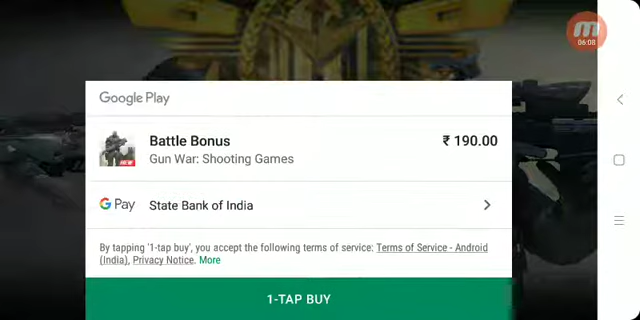 06:08
Google Play
Battle Bonus
₹ 190.00
Gun War: Shooting Games
NEW
G Pay
State Bank of India
By tapping '1-tap buy', you accept the following terms of service: Terms of Service - Android
(India), Privacy Notice. More
1-TAP BUY